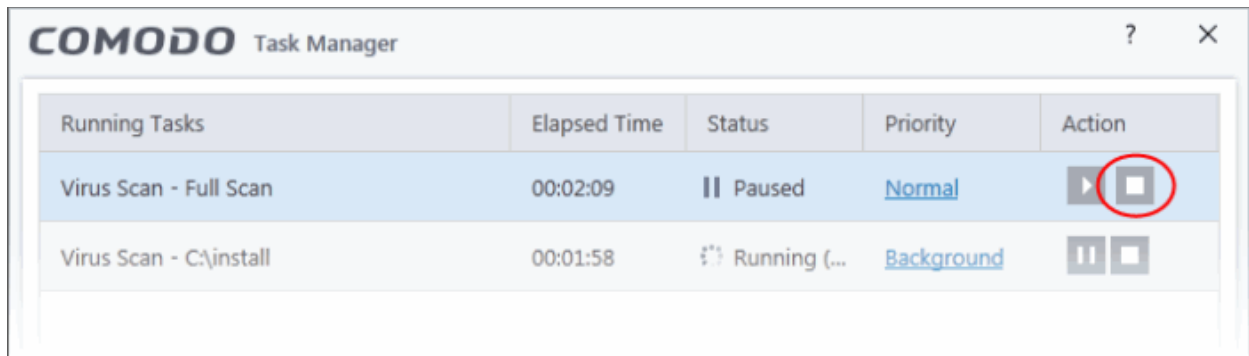 COMODO Task Manager ? ×
Running Tasks Elapsed Time Status Priority Action
Virus Scan - Full Scan 00:02:09 Paused Normal
Virus Scan - C:\install 00:01:58 Running (... Background